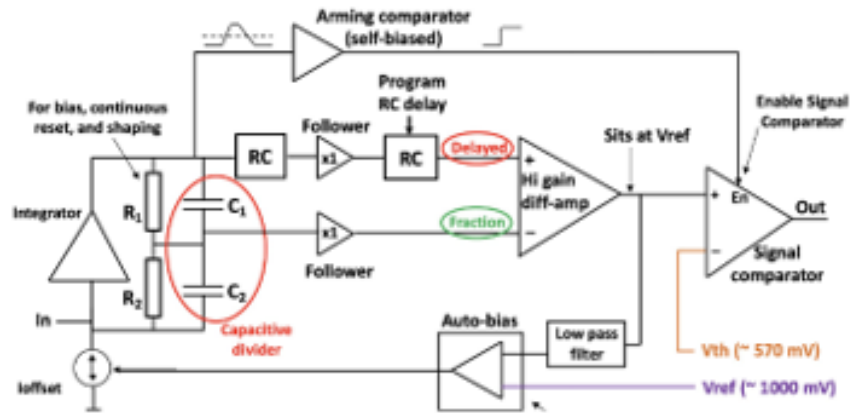 Arming comparator
(self-biased)
Program
RC delay
For bias, continuous
reset, and shaping
Follower
Enable Signal
Comparator
Sits at Vref
RC
x1
RC
Delayed
+
Hi gain
diff-amp
−
Integrator
R1
C1
Fraction
x1
Follower
R2
C2
+
En
−
Out
Signal
comparator
In
Capacitive
divider
Auto-bias
Low pass
filter
Vth (~ 570 mV)
Ioffset
Vref (~ 1000 mV)